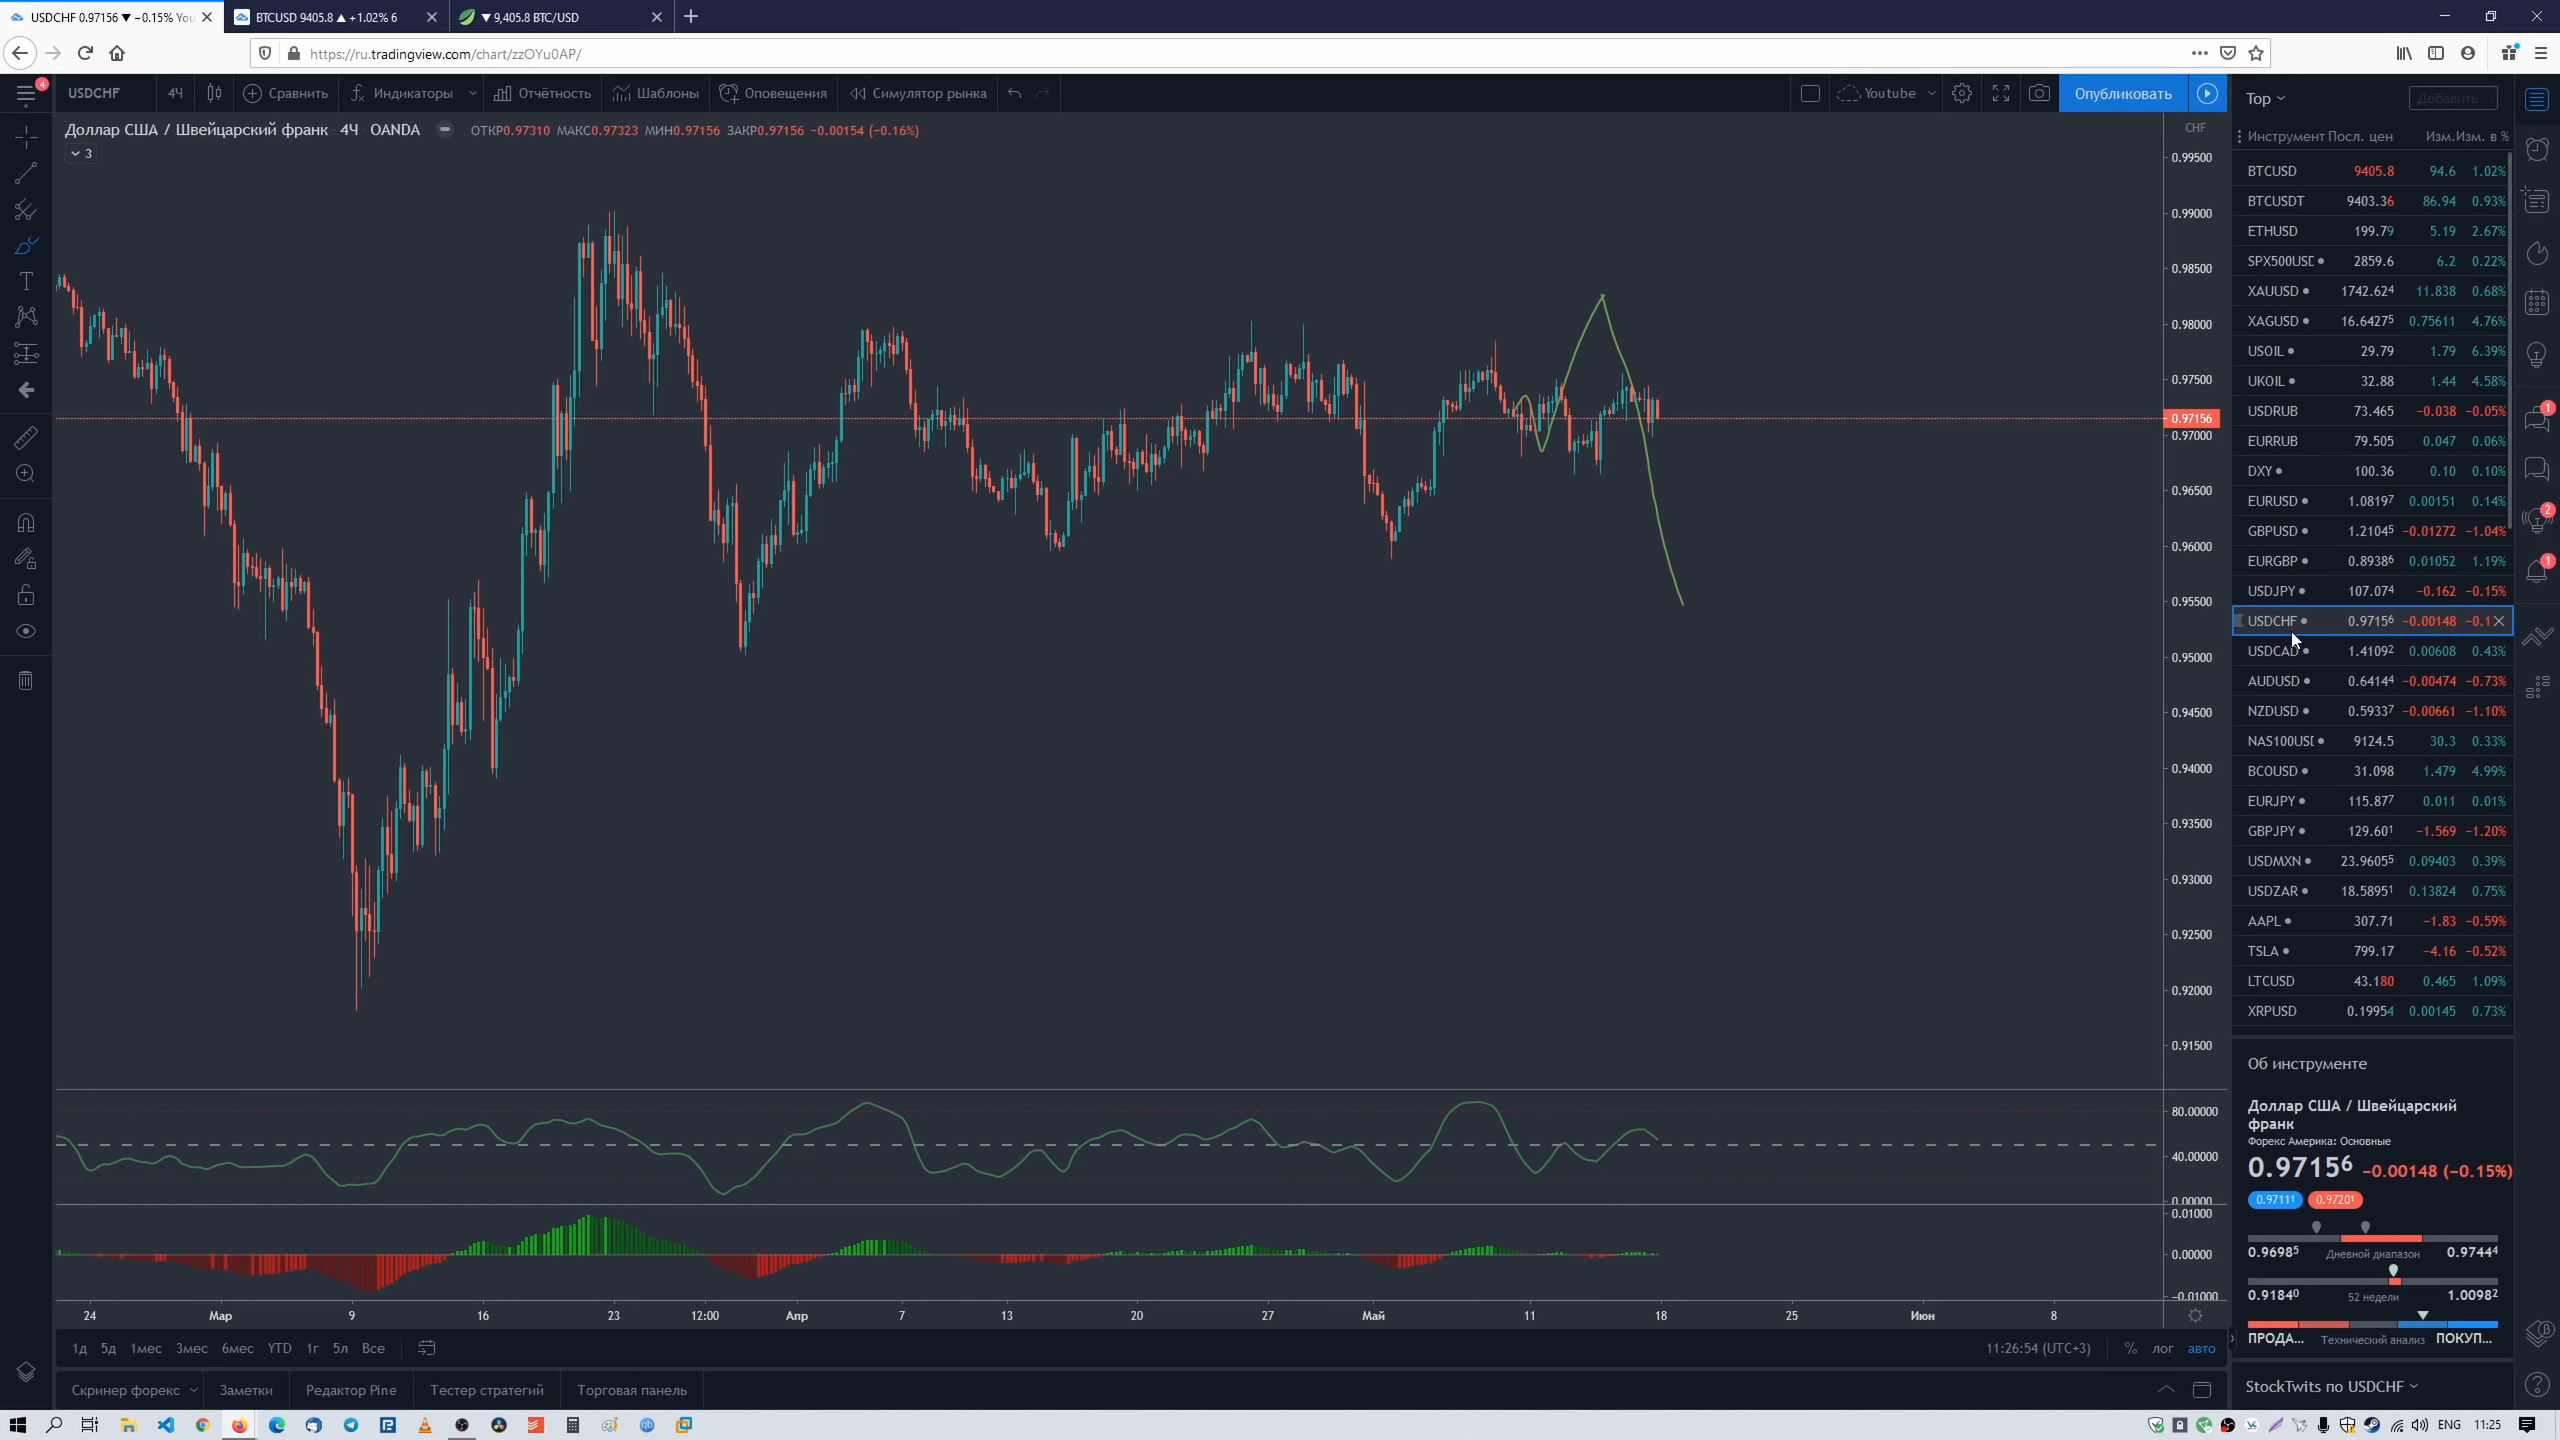 USDCHF 0.97156 ▼ −0.15% You
BTCUSD 9405.8 ▲ +1.02% 6
▼ 9,405.8 BTC/USD
https://ru.tradingview.com/chart/zzOYu0AP/
4
USDCHF
4Ч
Сравнить
Индикаторы
Отчётность
Шаблоны
Оповещения
Симулятор рынка
Youtube
Опубликовать
Доллар США / Швейцарский франк 4Ч OANDA
ОТКР0.97310 МАКС0.97323 МИН0.97156 ЗАКР0.97156 −0.00154 (−0.16%)
3
CHF
0.99500
0.99000
0.98500
0.98000
0.97500
0.97156
0.97000
0.96500
0.96000
0.95500
0.95000
0.94500
0.94000
0.93500
0.93000
0.92500
0.92000
0.91500
80.00000
40.00000
0.00000
0.01000
0.00000
−0.01000
24 Мар 9 16 23 12:00 Апр 7 13 20 27 Май 11 18 25 Июн 8
1д 5д 1мес 3мес 6мес YTD 1г 5л Все
11:26:54 (UTC+3) % лог авто
Скринер форекс Заметки Редактор Pine Тестер стратегий Торговая панель
Top
Добавить
Инструмент Посл. цен Изм. Изм. в %
BTCUSD 9405.8 94.6 1.02%
BTCUSDT 9403.36 86.94 0.93%
ETHUSD 199.79 5.19 2.67%
SPX500USD 2859.6 6.2 0.22%
XAUUSD 1742.624 11.838 0.68%
XAGUSD 16.64275 0.75611 4.76%
USOIL 29.79 1.79 6.39%
UKOIL 32.88 1.44 4.58%
USDRUB 73.465 −0.038 −0.05%
EURRUB 79.505 0.047 0.06%
DXY 100.36 0.10 0.10%
EURUSD 1.08197 0.00151 0.14%
GBPUSD 1.21045 −0.01272 −1.04%
EURGBP 0.89386 0.01052 1.19%
USDJPY 107.074 −0.162 −0.15%
USDCHF 0.97156 −0.00148 −0.1
USDCAD 1.41092 0.00608 0.43%
AUDUSD 0.64144 −0.00474 −0.73%
NZDUSD 0.59337 −0.00661 −1.10%
NAS100USD 9124.5 30.3 0.33%
BCOUSD 31.098 1.479 4.99%
EURJPY 115.877 0.011 0.01%
GBPJPY 129.601 −1.569 −1.20%
USDMXN 23.96055 0.09403 0.39%
USDZAR 18.58951 0.13824 0.75%
AAPL 307.71 −1.83 −0.59%
TSLA 799.17 −4.16 −0.52%
LTCUSD 43.180 0.465 1.09%
XRPUSD 0.19954 0.00145 0.73%
Об инструменте
Доллар США / Швейцарский
франк
Форекс Америка: Основные
0.97156 −0.00148 (−0.15%)
0.97111 0.97201
0.96985 Дневной диапазон 0.97444
0.91840 52 недели 1.00982
ПРОДА... Технический анализ ПОКУП...
StockTwits по USDCHF
1
2
1
ENG 11:25